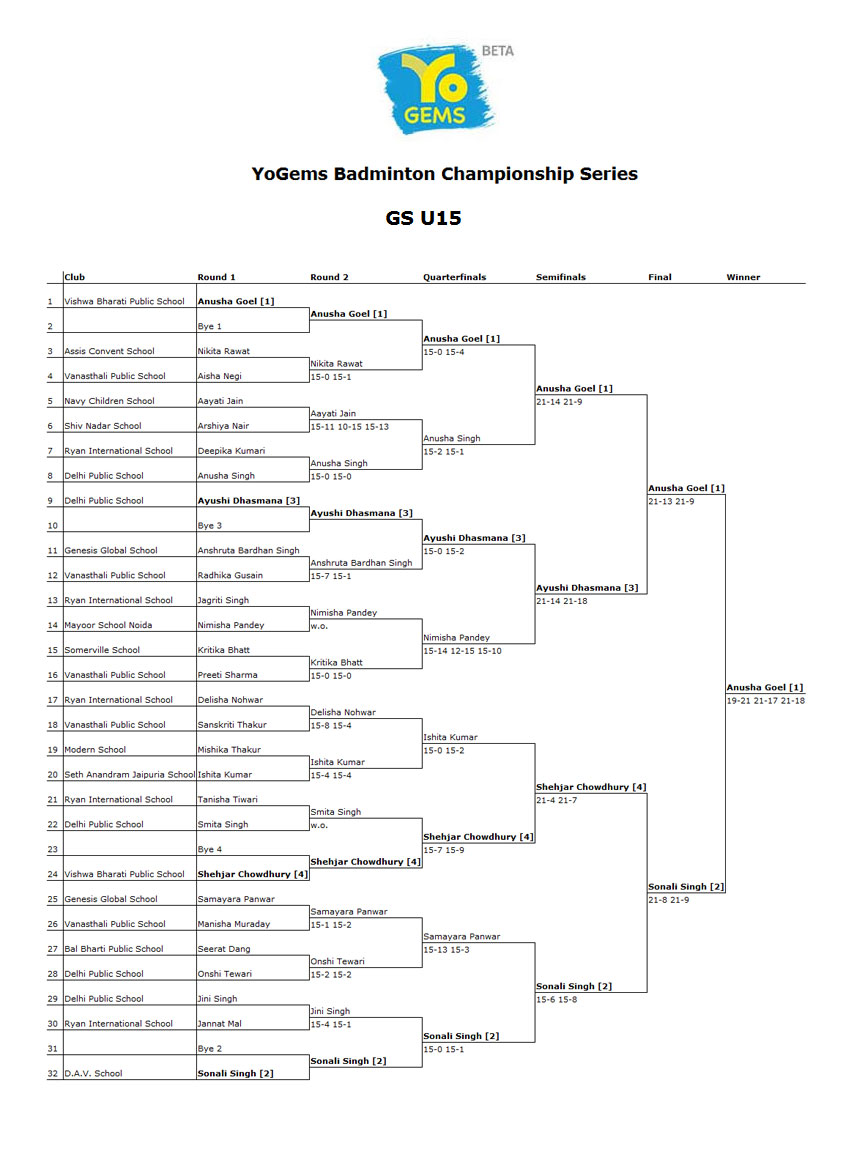 BETA
Yo
GEMS
YoGems Badminton Championship Series
GS U15
Club Round 1 Round 2 Quarterfinals Semifinals Final Winner
1 Vishwa Bharati Public School Anusha Goel [1]
Anusha Goel [1]
2 Bye 1
Anusha Goel [1]
3 Assis Convent School Nikita Rawat 15-0 15-4
Nikita Rawat
4 Vanasthali Public School Aisha Negi 15-0 15-1
Anusha Goel [1]
5 Navy Children School Aayati Jain 21-14 21-9
Aayati Jain
6 Shiv Nadar School Arshiya Nair 15-11 10-15 15-13
Anusha Singh
7 Ryan International School Deepika Kumari 15-2 15-1
Anusha Singh
8 Delhi Public School Anusha Singh 15-0 15-0
Anusha Goel [1]
9 Delhi Public School Ayushi Dhasmana [3] 21-13 21-9
Ayushi Dhasmana [3]
10 Bye 3
Ayushi Dhasmana [3]
11 Genesis Global School Anshruta Bardhan Singh 15-0 15-2
Anshruta Bardhan Singh
12 Vanasthali Public School Radhika Gusain 15-7 15-1
Ayushi Dhasmana [3]
13 Ryan International School Jagriti Singh 21-14 21-18
Nimisha Pandey
14 Mayoor School Noida Nimisha Pandey w.o.
Nimisha Pandey
15 Somerville School Kritika Bhatt 15-14 12-15 15-10
Kritika Bhatt
16 Vanasthali Public School Preeti Sharma 15-0 15-0
Anusha Goel [1]
17 Ryan International School Delisha Nohwar 19-21 21-17 21-18
Delisha Nohwar
18 Vanasthali Public School Sanskriti Thakur 15-8 15-4
Ishita Kumar
19 Modern School Mishika Thakur 15-0 15-2
Ishita Kumar
20 Seth Anandram Jaipuria School Ishita Kumar 15-4 15-4
Shehjar Chowdhury [4]
21 Ryan International School Tanisha Tiwari 21-4 21-7
Smita Singh
22 Delhi Public School Smita Singh w.o.
Shehjar Chowdhury [4]
23 Bye 4 15-7 15-9
Shehjar Chowdhury [4]
24 Vishwa Bharati Public School Shehjar Chowdhury [4]
Sonali Singh [2]
25 Genesis Global School Samayara Panwar 21-8 21-9
Samayara Panwar
26 Vanasthali Public School Manisha Muraday 15-1 15-2
Samayara Panwar
27 Bal Bharti Public School Seerat Dang 15-13 15-3
Onshi Tewari
28 Delhi Public School Onshi Tewari 15-2 15-2
Sonali Singh [2]
29 Delhi Public School Jini Singh 15-6 15-8
Jini Singh
30 Ryan International School Jannat Mal 15-4 15-1
Sonali Singh [2]
31 Bye 2 15-0 15-1
Sonali Singh [2]
32 D.A.V. School Sonali Singh [2]